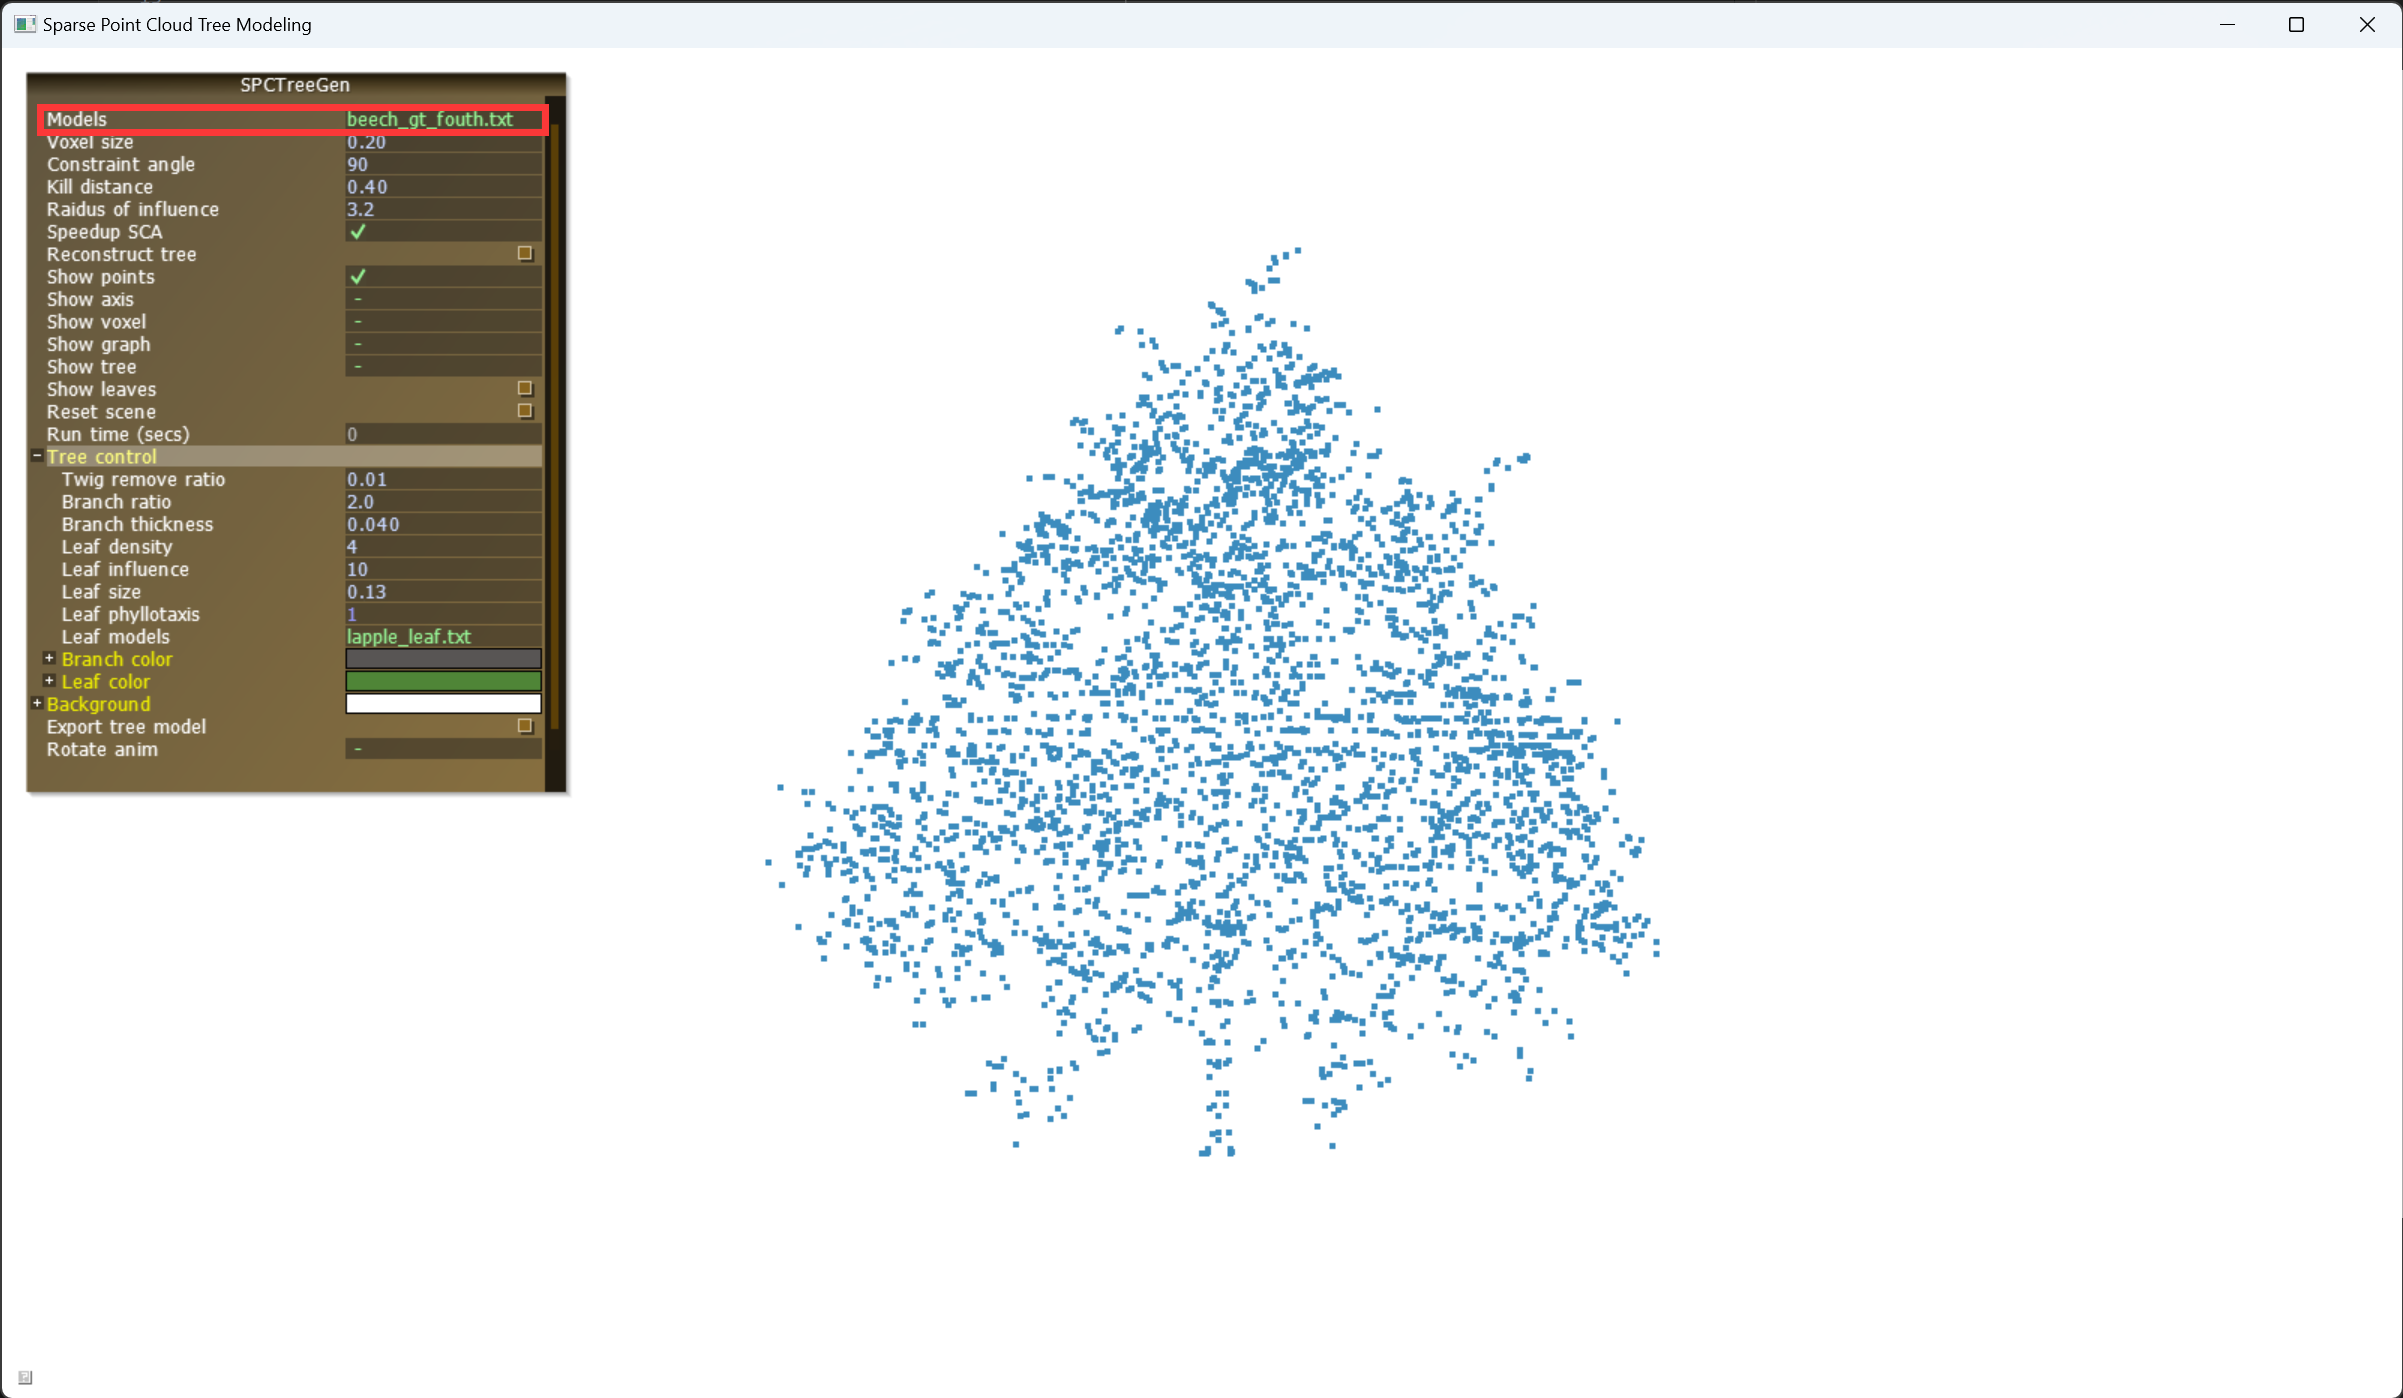 Sparse Point Cloud Tree Modeling
SPCTreeGen
Models beech_gt_fouth.txt
Voxel size 0.20
Constraint angle 90
Kill distance 0.40
Raidus of influence 3.2
Speedup SCA ✓
Reconstruct tree
Show points ✓
Show axis -
Show voxel -
Show graph -
Show tree -
Show leaves
Reset scene
Run time (secs) 0
- Tree control
Twig remove ratio 0.01
Branch ratio 2.0
Branch thickness 0.040
Leaf density 4
Leaf influence 10
Leaf size 0.13
Leaf phyllotaxis 1
Leaf models lapple_leaf.txt
+ Branch color
+ Leaf color
+ Background
Export tree model
Rotate anim -
?